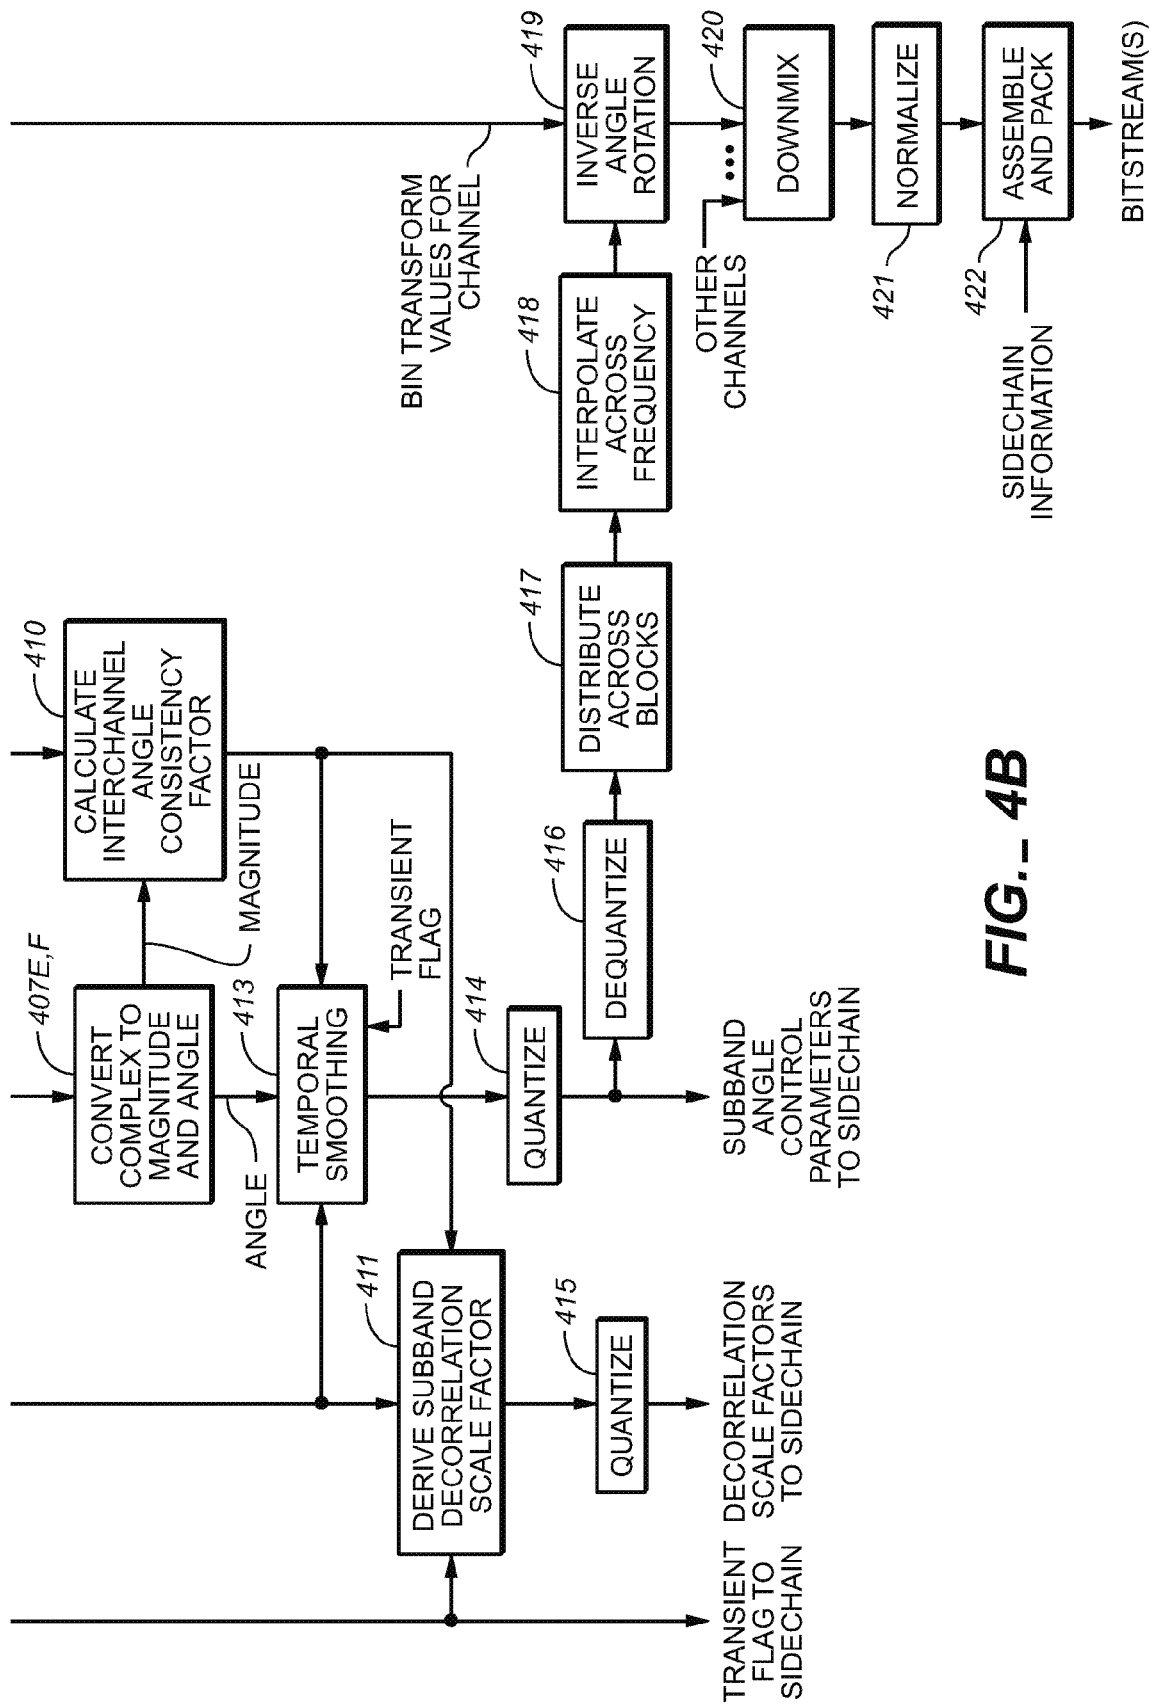 407E,F
CONVERT
COMPLEX TO
MAGNITUDE
AND ANGLE
410
CALCULATE
INTERCHANNEL
ANGLE
CONSISTENCY
FACTOR
MAGNITUDE
ANGLE
413
TEMPORAL
SMOOTHING
TRANSIENT
FLAG
411
DERIVE SUBBAND
DECORRELATION
SCALE FACTOR
414
QUANTIZE
415
QUANTIZE
416
DEQUANTIZE
417
DISTRIBUTE
ACROSS
BLOCKS
418
INTERPOLATE
ACROSS
FREQUENCY
BIN TRANSFORM
VALUES FOR
CHANNEL
419
INVERSE
ANGLE
ROTATION
OTHER
CHANNELS
420
DOWNMIX
421
NORMALIZE
422
ASSEMBLE
AND PACK
SIDECHAIN
INFORMATION
BITSTREAM(S)
TRANSIENT
FLAG TO
SIDECHAIN
DECORRELATION
SCALE FACTORS
TO SIDECHAIN
SUBBAND
ANGLE
CONTROL
PARAMETERS
TO SIDECHAIN
FIG._ 4B